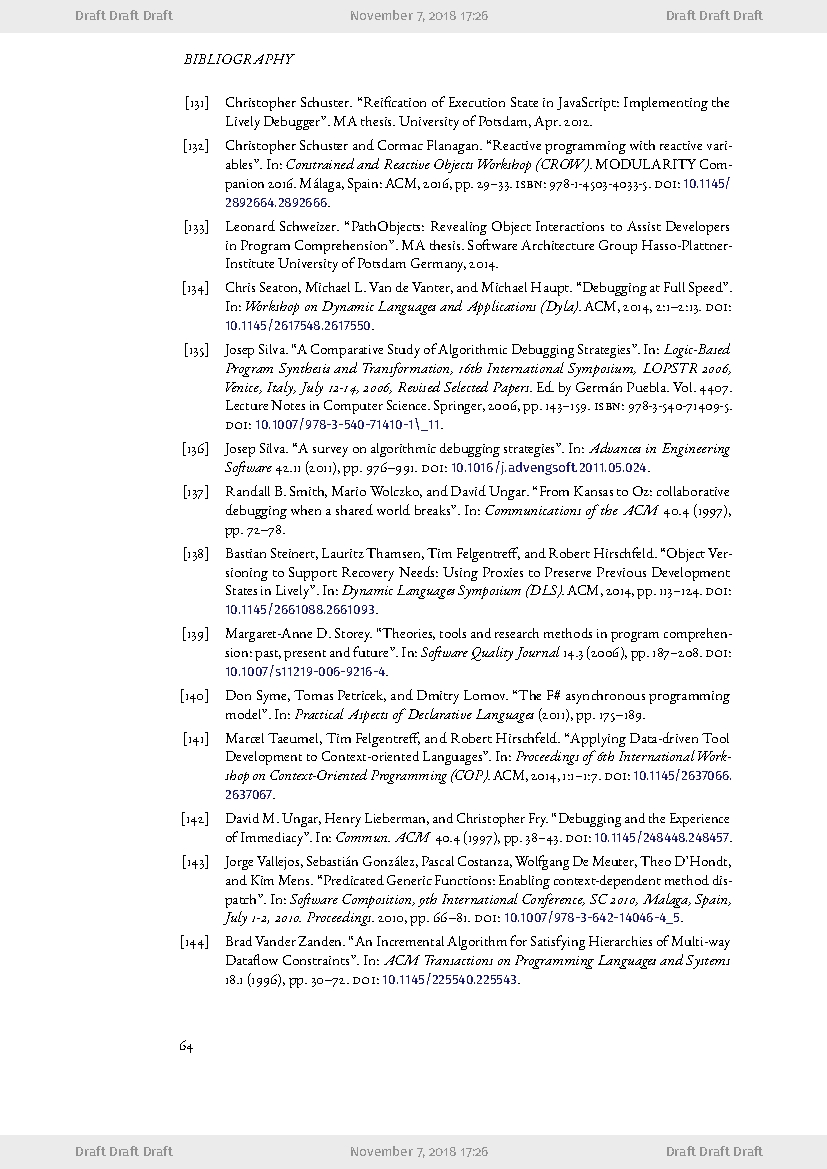 Draft Draft Draft November 7, 2018 17:26 Draft Draft Draft
BIBLIOGRAPHY
[131] Christopher Schuster. “Reification of Execution State in JavaScript: Implementing the
Lively Debugger”. MA thesis. University of Potsdam, Apr. 2012.
[132] Christopher Schuster and Cormac Flanagan. “Reactive programming with reactive vari-
ables”. In: Constrained and Reactive Objects Workshop (CROW). MODULARITY Com-
panion 2016. Málaga, Spain: ACM, 2016, pp. 29–33. ISBN: 978-1-4503-4033-5. DOI: 10.1145/
2892664.2892666.
[133] Leonard Schweizer. “PathObjects: Revealing Object Interactions to Assist Developers
in Program Comprehension”. MA thesis. Software Architecture Group Hasso-Plattner-
Institute University of Potsdam Germany, 2014.
[134] Chris Seaton, Michael L. Van de Vanter, and Michael Haupt. “Debugging at Full Speed”.
In: Workshop on Dynamic Languages and Applications (Dyla). ACM, 2014, 2:1–2:13. DOI:
10.1145/2617548.2617550.
[135] Josep Silva. “A Comparative Study of Algorithmic Debugging Strategies”. In: Logic-Based
Program Synthesis and Transformation, 16th International Symposium, LOPSTR 2006,
Venice, Italy, July 12-14, 2006, Revised Selected Papers. Ed. by Germán Puebla. Vol. 4407.
Lecture Notes in Computer Science. Springer, 2006, pp. 143–159. ISBN: 978-3-540-71409-5.
DOI: 10.1007/978-3-540-71410-1\_11.
[136] Josep Silva. “A survey on algorithmic debugging strategies”. In: Advances in Engineering
Software 42.11 (2011), pp. 976–991. DOI: 10.1016/j.advengsoft.2011.05.024.
[137] Randall B. Smith, Mario Wolczko, and David Ungar. “From Kansas to Oz: collaborative
debugging when a shared world breaks”. In: Communications of the ACM 40.4 (1997),
pp. 72–78.
[138] Bastian Steinert, Lauritz Thamsen, Tim Felgentreff, and Robert Hirschfeld. “Object Ver-
sioning to Support Recovery Needs: Using Proxies to Preserve Previous Development
States in Lively”. In: Dynamic Languages Symposium (DLS). ACM, 2014, pp. 113–124. DOI:
10.1145/2661088.2661093.
[139] Margaret-Anne D. Storey. “Theories, tools and research methods in program comprehen-
sion: past, present and future”. In: Software Quality Journal 14.3 (2006), pp. 187–208. DOI:
10.1007/s11219-006-9216-4.
[140] Don Syme, Tomas Petricek, and Dmitry Lomov. “The F# asynchronous programming
model”. In: Practical Aspects of Declarative Languages (2011), pp. 175–189.
[141] Marcel Taeumel, Tim Felgentreff, and Robert Hirschfeld. “Applying Data-driven Tool
Development to Context-oriented Languages”. In: Proceedings of 6th International Work-
shop on Context-Oriented Programming (COP). ACM, 2014, 1:1–1:7. DOI: 10.1145/2637066.
2637067.
[142] David M. Ungar, Henry Lieberman, and Christopher Fry. “Debugging and the Experience
of Immediacy”. In: Commun. ACM 40.4 (1997), pp. 38–43. DOI: 10.1145/248448.248457.
[143] Jorge Vallejos, Sebastián González, Pascal Costanza, Wolfgang De Meuter, Theo D’Hondt,
and Kim Mens. “Predicated Generic Functions: Enabling context-dependent method dis-
patch”. In: Software Composition, 9th International Conference, SC 2010, Malaga, Spain,
July 1-2, 2010. Proceedings. 2010, pp. 66–81. DOI: 10.1007/978-3-642-14046-4_5.
[144] Brad Vander Zanden. “An Incremental Algorithm for Satisfying Hierarchies of Multi-way
Dataflow Constraints”. In: ACM Transactions on Programming Languages and Systems
18.1 (1996), pp. 30–72. DOI: 10.1145/225540.225543.
64
Draft Draft Draft November 7, 2018 17:26 Draft Draft Draft